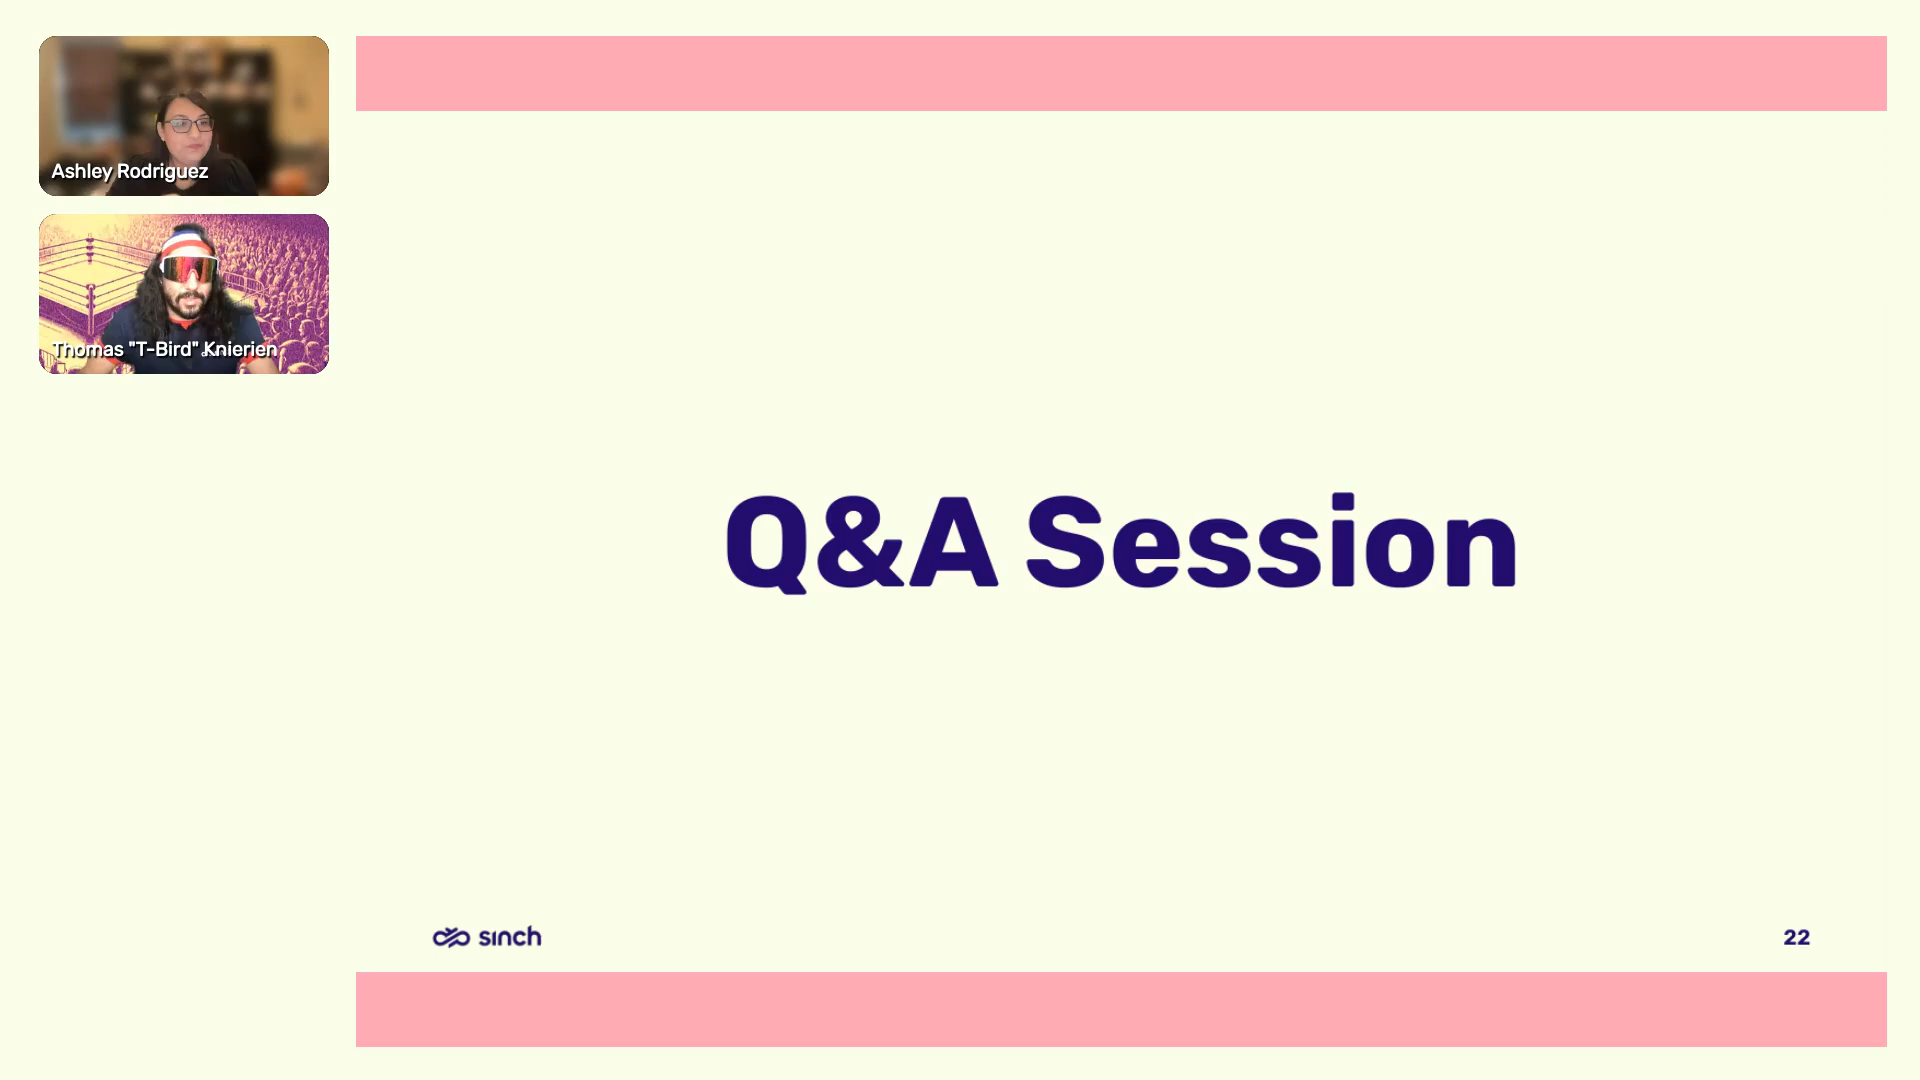 Ashley Rodriguez
Thomas "T-Bird" Knierien
Q&A Session
sinch
22